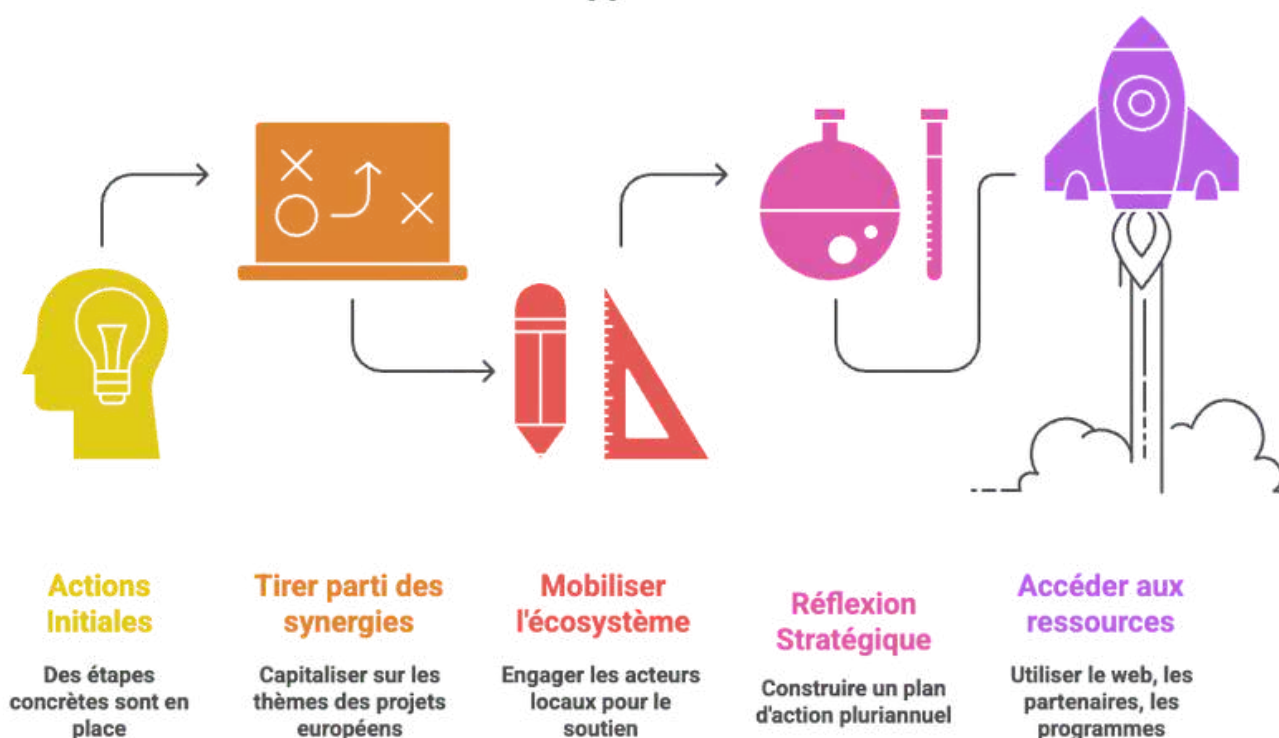 Actions
Initiales
Des étapes
concrètes sont en
place
Tirer parti des
synergies
Capitaliser sur les
thèmes des projets
européens
Mobiliser
l'écosystème
Engager les acteurs
locaux pour le
soutien
Réflexion
Stratégique
Construire un plan
d'action pluriannuel
Accéder aux
ressources
Utiliser le web, les
partenaires, les
programmes